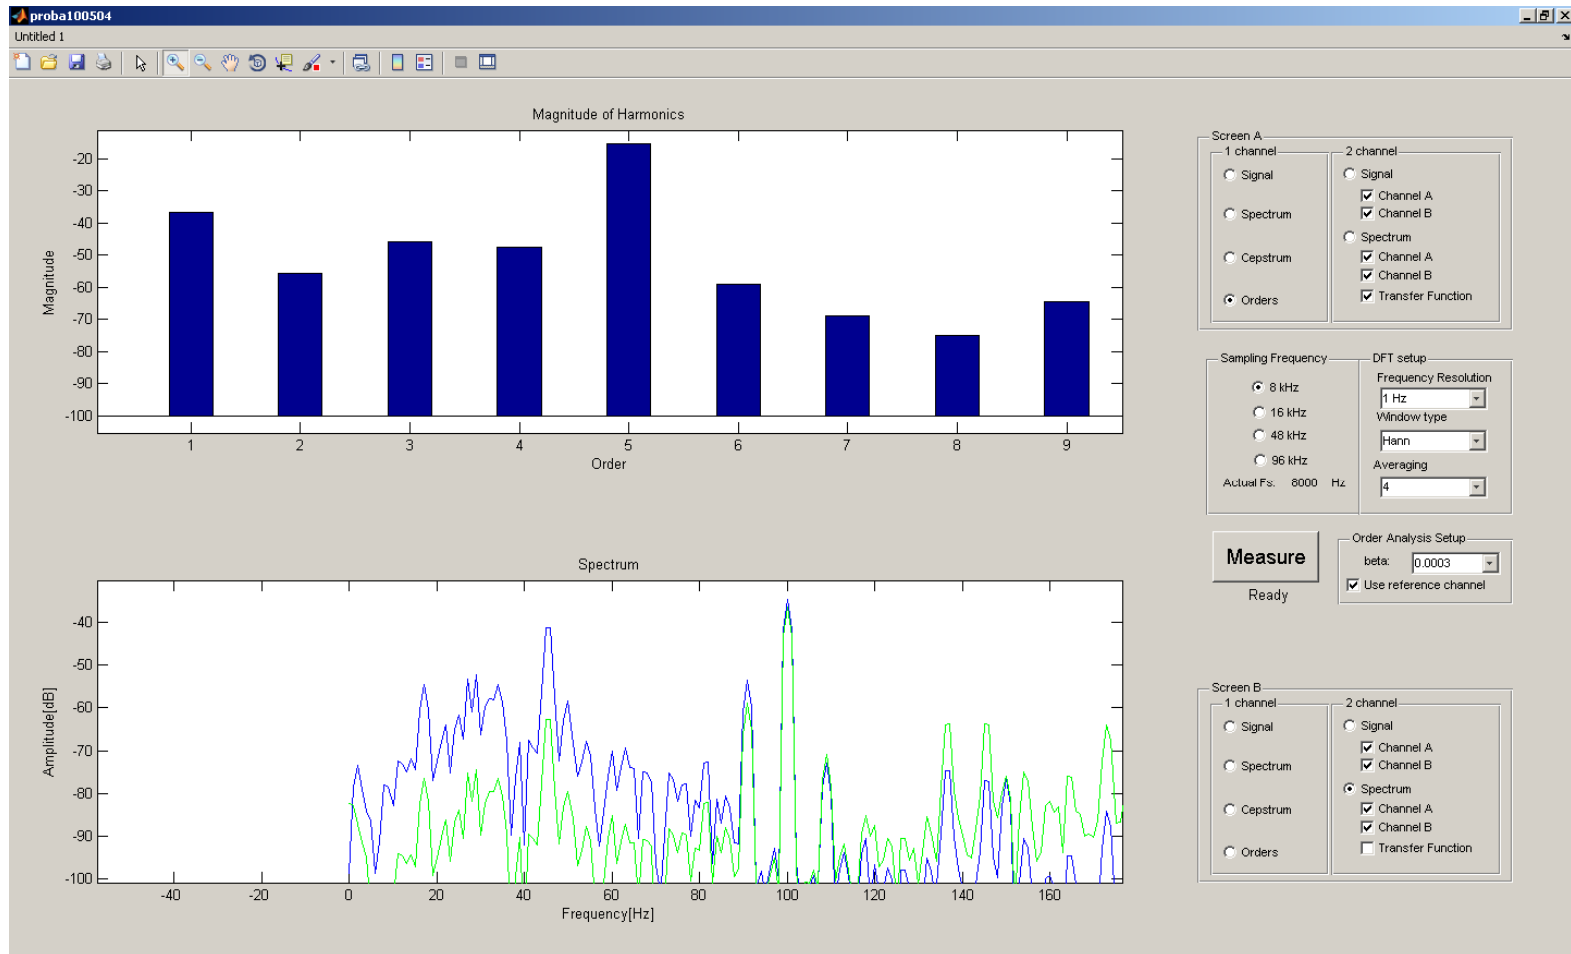 proba100504
Untitled 1
Magnitude of Harmonics
Magnitude
-20
-30
-40
-50
-60
-70
-80
-90
-100
1 2 3 4 5 6 7 8 9
Order
Spectrum
Amplitude[dB]
-40
-50
-60
-70
-80
-90
-100
-40 -20 0 20 40 60 80 100 120 140 160
Frequency[Hz]
Screen A
1 channel
Signal
Spectrum
Cepstrum
Orders
2 channel
Signal
Channel A
Channel B
Spectrum
Channel A
Channel B
Transfer Function
Sampling Frequency
8 kHz
16 kHz
48 kHz
96 kHz
Actual Fs: 8000 Hz
DFT setup
Frequency Resolution
1 Hz
Window type
Hann
Averaging
4
Measure
Ready
Order Analysis Setup
beta: 0.0003
Use reference channel
Screen B
1 channel
Signal
Spectrum
Cepstrum
Orders
2 channel
Signal
Channel A
Channel B
Spectrum
Channel A
Channel B
Transfer Function